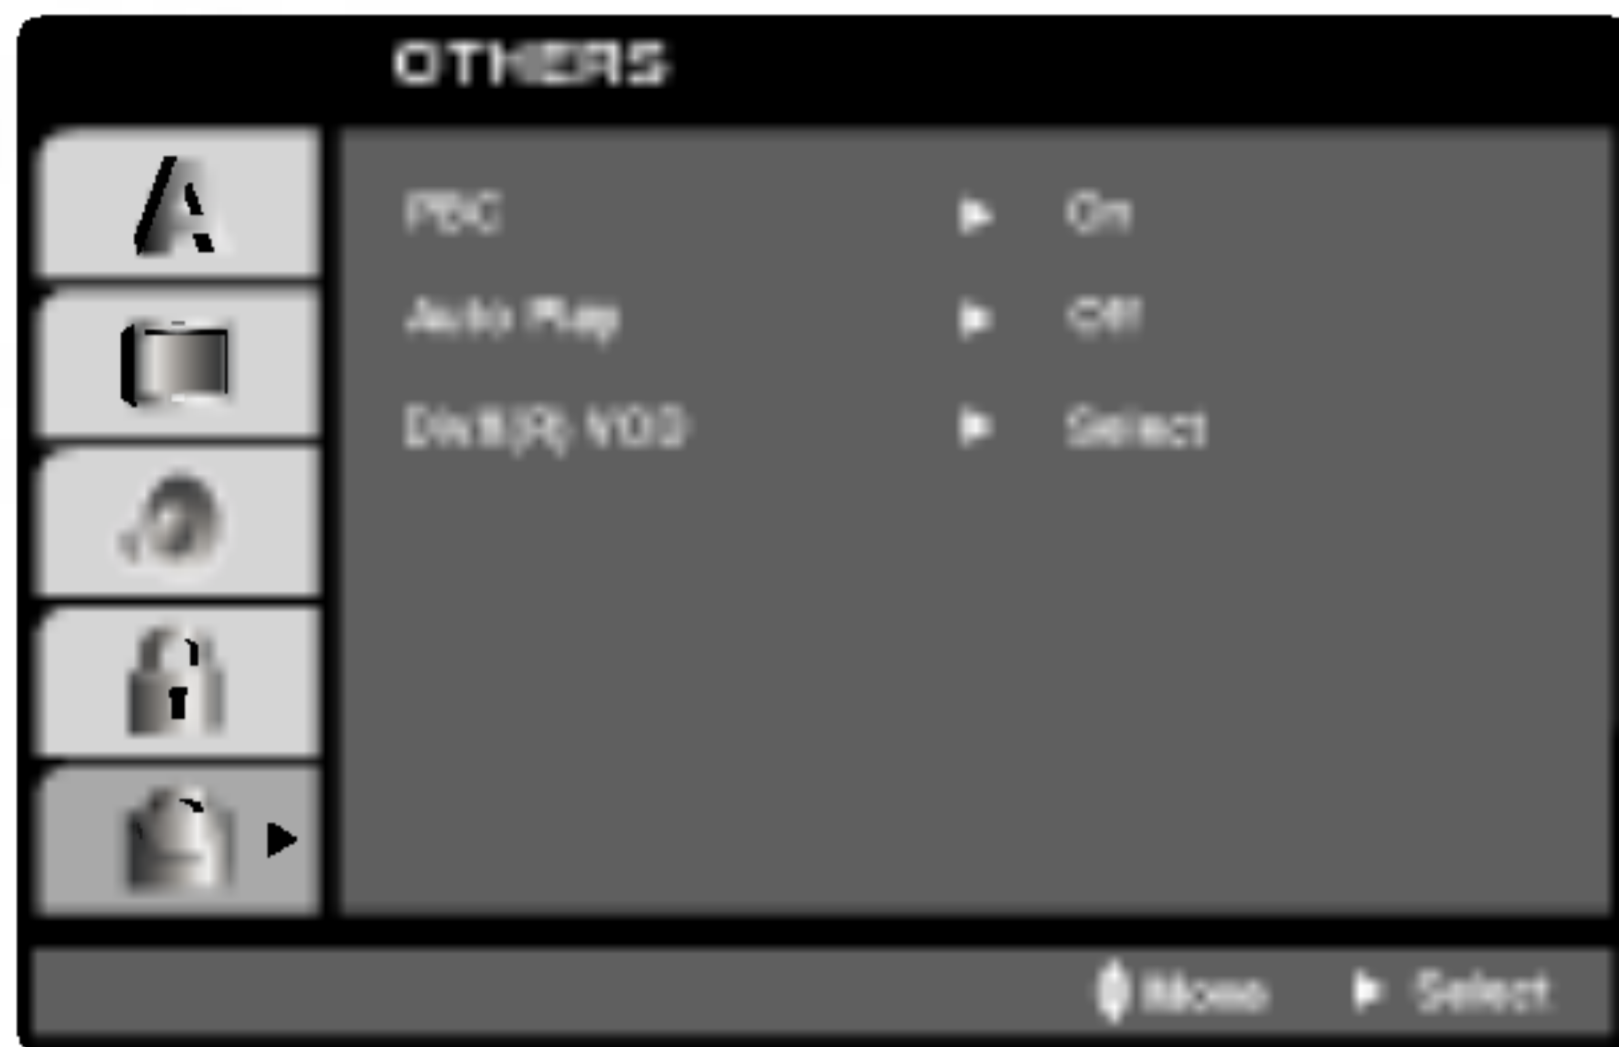 OTHERS
PBC ▶ On
Auto Play ▶ Off
DivX(R) VOD ▶ Select
Move ▶ Select